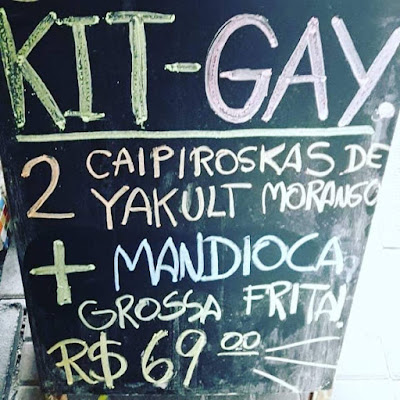 KIT-GAY.
2 CAIPIROSKAS DE
YAKULT MORANGO
+ MANDIOCA
GROSSA FRITA!
R$ 69,00